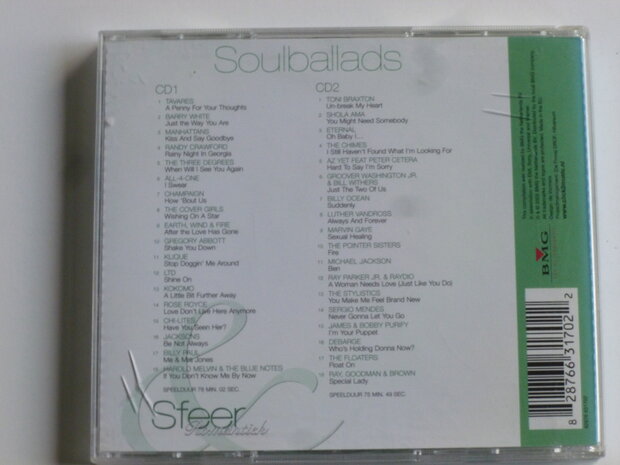 Soulballads
CD1
1 TAVARES
A Penny For Your Thoughts
2 BARRY WHITE
Just the Way You Are
3 MANHATTANS
Kiss And Say Goodbye
4 RANDY CRAWFORD
Rainy Night in Georgia
5 THE THREE DEGREES
When Will I See You Again
6 ALL-4-ONE
I Swear
7 CHAMPAIGN
How 'Bout Us
8 THE COVER GIRLS
Wishing On A Star
9 EARTH, WIND & FIRE
After the Love Has Gone
10 GREGORY ABBOTT
Shake You Down
11 KLIQUE
Stop Doggin' Me Around
12 LTD
Shine On
13 KOKOMO
A Little Bit Further Away
14 ROSE ROYCE
Love Don't Live Here Anymore
15 CHI-LITES
Have You Seen Her?
16 JACKSONS
Be Not Always
17 BILLY PAUL
Me & Mrs Jones
18 HAROLD MELVIN & THE BLUE NOTES
If You Don't Know Me By Now
SPEELDUUR 78 MIN. 02 SEC.
CD2
1 TONI BRAXTON
Un-break My Heart
2 SHOLA AMA
You Might Need Somebody
3 ETERNAL
Oh Baby I...
4 THE CHIMES
I Still Haven't Found What I'm Looking For
5 AZ YET FEAT PETER CETERA
Hard To Say I'm Sorry
6 GROOVER WASHINGTON JR.
& BILL WITHERS
Just The Two Of Us
7 BILLY OCEAN
Suddenly
8 LUTHER VANDROSS
Always And Forever
9 MARVIN GAYE
Sexual Healing
10 THE POINTER SISTERS
Fire
11 MICHAEL JACKSON
Ben
12 RAY PARKER JR. & RAYDIO
A Woman Needs Love (Just Like You Do)
13 THE STYLISTICS
You Make Me Feel Brand New
14 SERGIO MENDES
Never Gonna Let You Go
15 JAMES & BOBBY PURIFY
I'm Your Puppet
16 DEBARGE
Who's Holding Donna Now?
17 THE FLOATERS
Float On
18 RAY, GOODMAN & BROWN
Special Lady
SPEELDUUR 75 MIN. 43 SEC.
Sfeer
Romantiek
www.click2music.nl
BMG
8 28766 31702 2